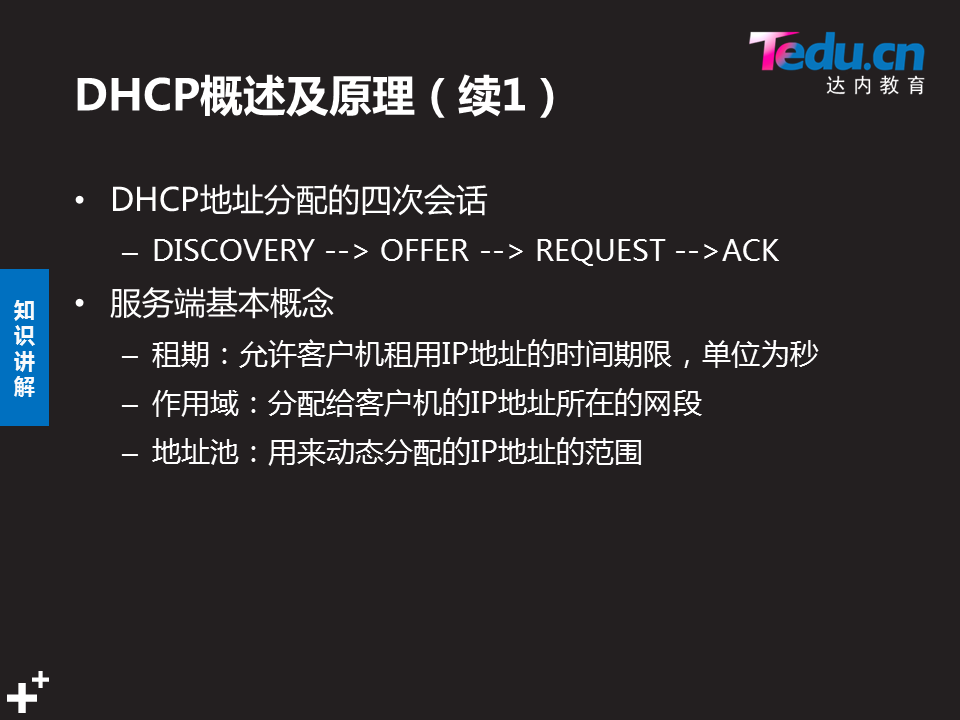 Tedu.cn
达内教育
DHCP概述及原理（续1）
• DHCP地址分配的四次会话
– DISCOVERY --> OFFER --> REQUEST -->ACK
• 服务端基本概念
– 租期：允许客户机租用IP地址的时间期限，单位为秒
– 作用域：分配给客户机的IP地址所在的网段
– 地址池：用来动态分配的IP地址的范围
知
识
讲
解